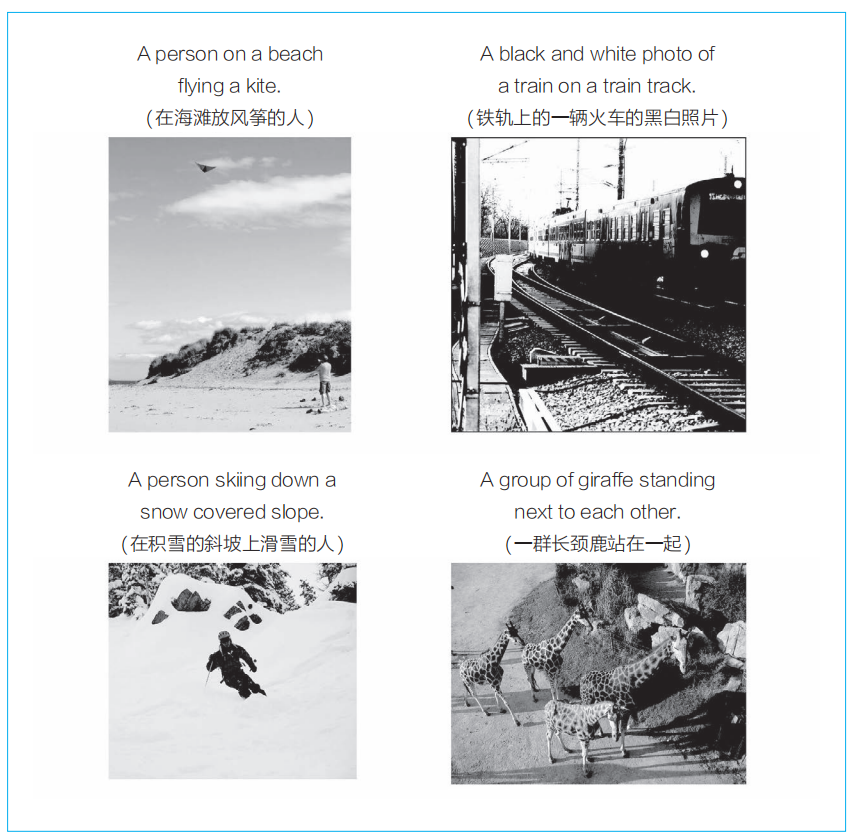 A person on a beach
flying a kite.
(在海滩放风筝的人)
A black and white photo of
a train on a train track.
(铁轨上的一辆火车的黑白照片)
A person skiing down a
snow covered slope.
(在积雪的斜坡上滑雪的人)
A group of giraffe standing
next to each other.
(一群长颈鹿站在一起)